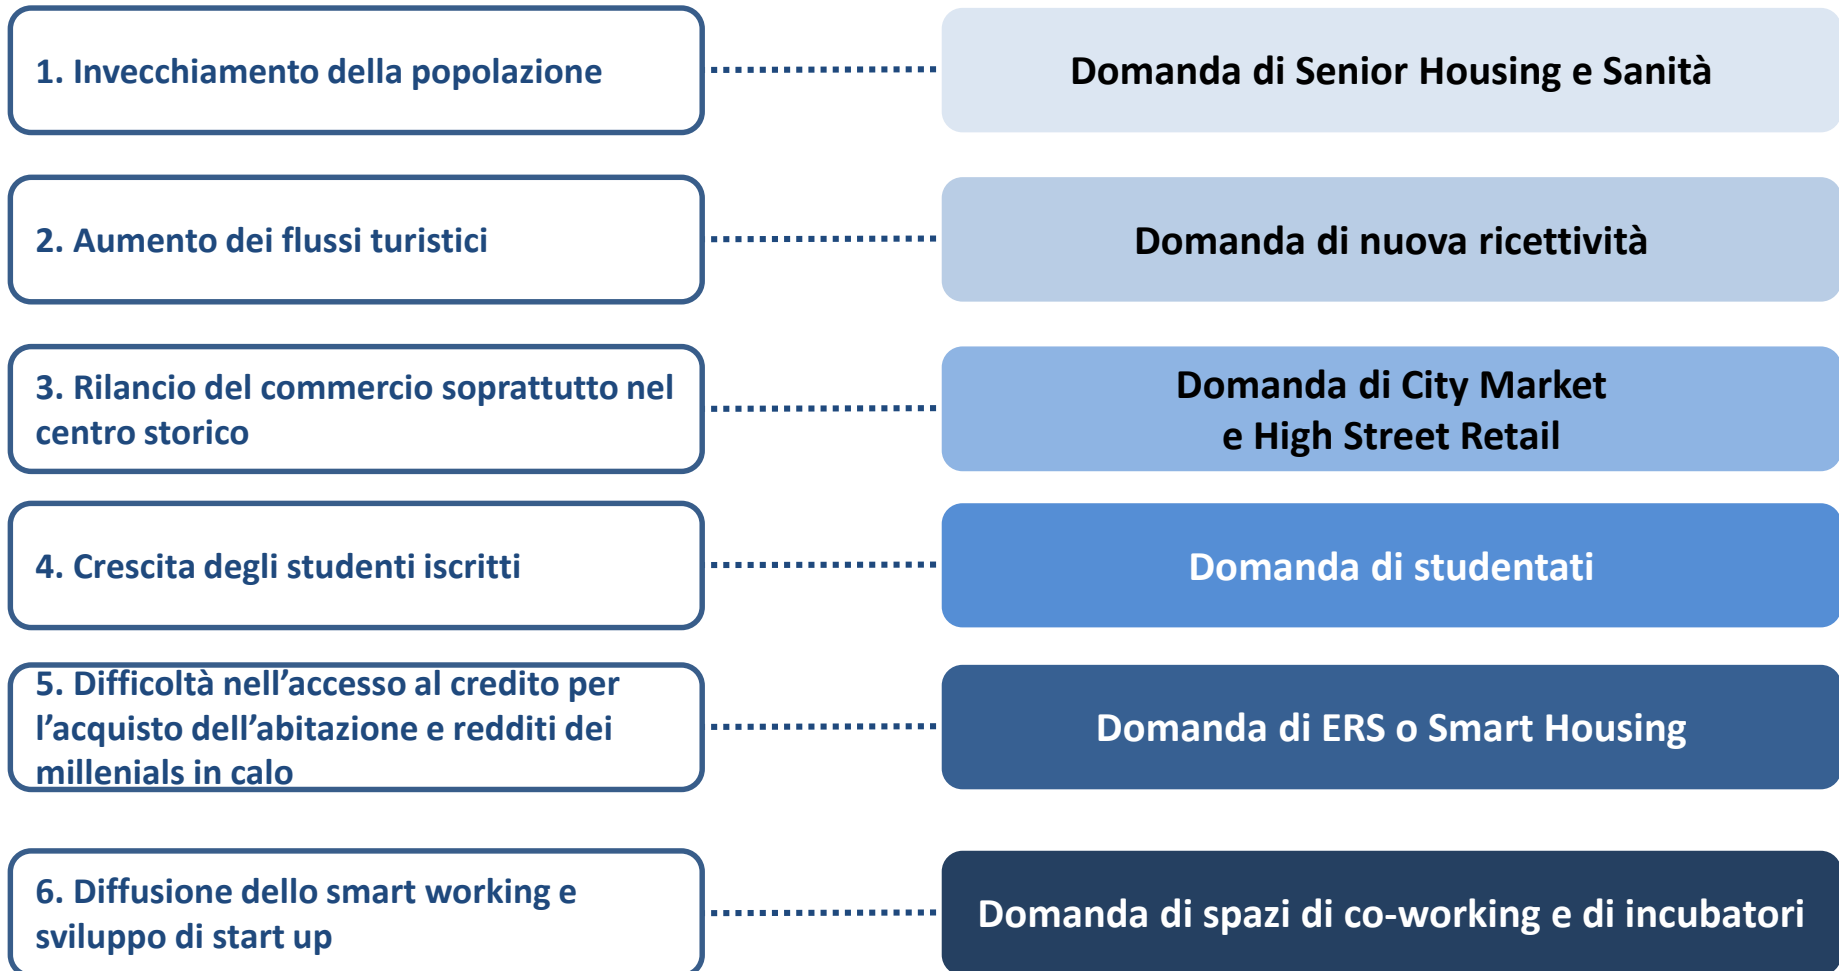 1. Invecchiamento della popolazione
Domanda di Senior Housing e Sanità
2. Aumento dei flussi turistici
Domanda di nuova ricettività
3. Rilancio del commercio soprattutto nel
centro storico
Domanda di City Market
e High Street Retail
4. Crescita degli studenti iscritti
Domanda di studentati
5. Difficoltà nell’accesso al credito per
l’acquisto dell’abitazione e redditi dei
millenials in calo
Domanda di ERS o Smart Housing
6. Diffusione dello smart working e
sviluppo di start up
Domanda di spazi di co-working e di incubatori